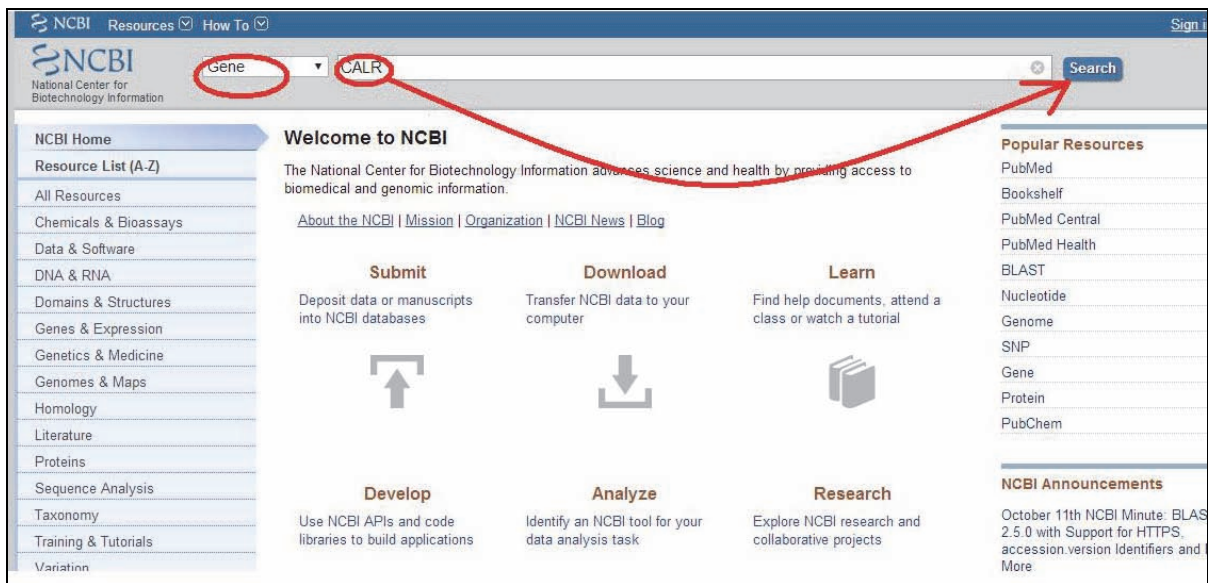 NCBI Resources How To Sign i
NCBI
National Center for
Biotechnology Information
Gene CALR Search
NCBI Home
Resource List (A-Z)
All Resources
Chemicals & Bioassays
Data & Software
DNA & RNA
Domains & Structures
Genes & Expression
Genetics & Medicine
Genomes & Maps
Homology
Literature
Proteins
Sequence Analysis
Taxonomy
Training & Tutorials
Variation
Welcome to NCBI
The National Center for Biotechnology Information advances science and health by providing access to
biomedical and genomic information.
About the NCBI | Mission | Organization | NCBI News | Blog
Submit
Deposit data or manuscripts
into NCBI databases
Download
Transfer NCBI data to your
computer
Learn
Find help documents, attend a
class or watch a tutorial
Develop
Use NCBI APIs and code
libraries to build applications
Analyze
Identify an NCBI tool for your
data analysis task
Research
Explore NCBI research and
collaborative projects
Popular Resources
PubMed
Bookshelf
PubMed Central
PubMed Health
BLAST
Nucleotide
Genome
SNP
Gene
Protein
PubChem
NCBI Announcements
October 11th NCBI Minute: BLAS
2.5.0 with Support for HTTPS,
accession.version Identifiers and
More